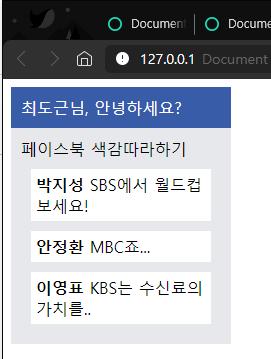 Document
Document
127.0.0.1 Document
최도근님, 안녕하세요?
페이스북 색감따라하기
박지성 SBS에서 월드컵
보세요!
안정환 MBC죠...
이영표 KBS는 수신료의
가치를..